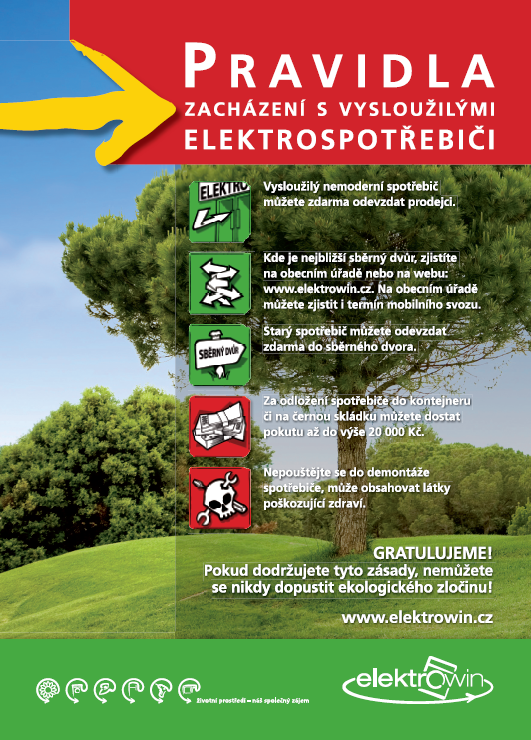 PRAVIDLA
ZACHÁZENÍ S VYSLOUŽILÝMI
ELEKTROSPOTŘEBIČI
ELEKTRO
Vysloužilý nemoderní spotřebič
můžete zdarma odevzdat prodejci.
Kde je nejbližší sběrný dvůr, zjistíte
na obecním úřadě nebo na webu:
www.elektrowin.cz. Na obecním úřadě
můžete zjistit i termín mobilního svozu.
SBĚRNÝ DVŮR
Starý spotřebič můžete odevzdat
zdarma do sběrného dvora.
Za odložení spotřebiče do kontejneru
či na černou skládku můžete dostat
pokutu až do výše 20 000 Kč.
Nepouštějte se do demontáže
spotřebiče, může obsahovat látky
poškozující zdraví.
GRATULUJEME!
Pokud dodržujete tyto zásady, nemůžete
se nikdy dopustit ekologického zločinu!
www.elektrowin.cz
životní prostředí – náš společný zájem
elektrowin